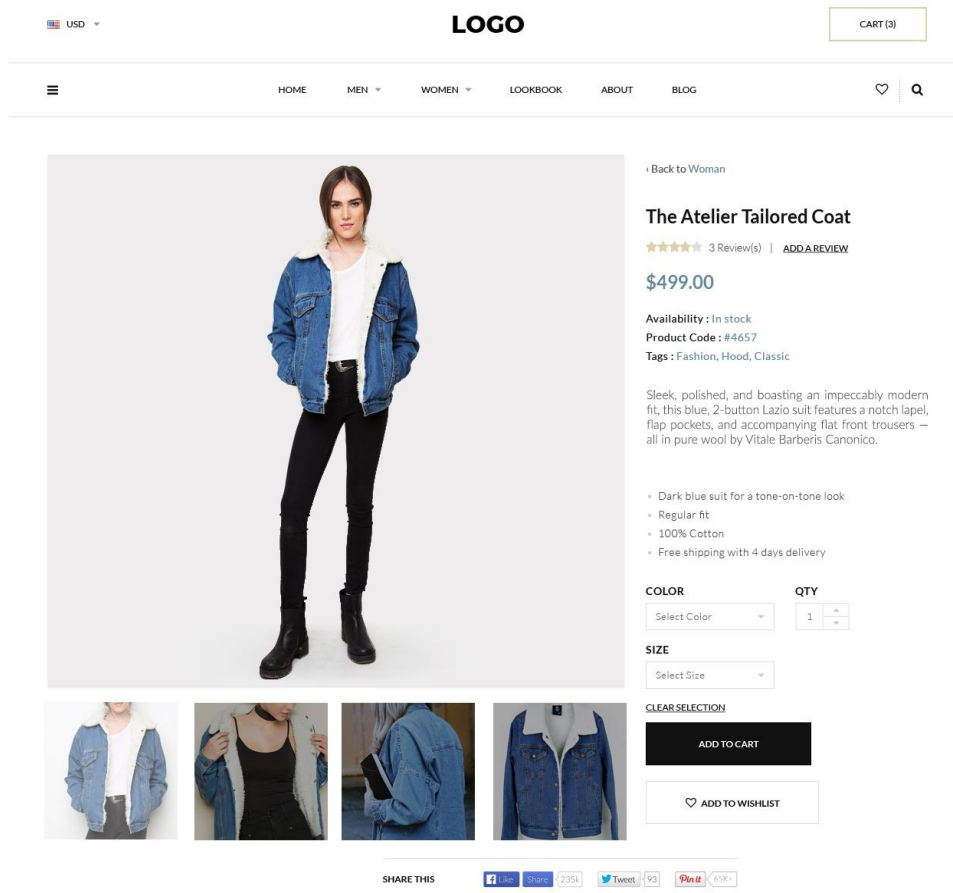 USD
LOGO
CART (3)
HOME
MEN
WOMEN
LOOKBOOK
ABOUT
BLOG
‹ Back to Woman
The Atelier Tailored Coat
3 Review(s) | ADD A REVIEW
$499.00
Availability : In stock
Product Code : #4657
Tags : Fashion, Hood, Classic
Sleek, polished, and boasting an impeccably modern
fit, this blue, 2-button Lazio suit features a notch lapel,
flap pockets, and accompanying flat front trousers —
all in pure wool by Vitale Barberis Canonico.
Dark blue suit for a tone-on-tone look
Regular fit
100% Cotton
Free shipping with 4 days delivery
COLOR
QTY
Select Color
1
SIZE
Select Size
CLEAR SELECTION
ADD TO CART
ADD TO WISHLIST
SHARE THIS
Like
Share
235k
Tweet
93
Pin it
65K+